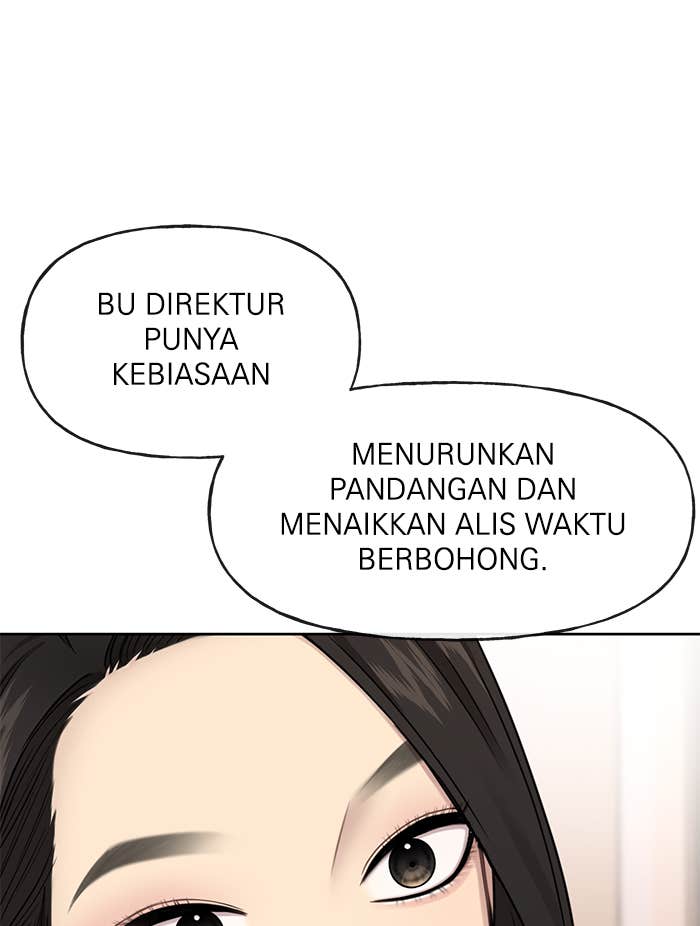 BU DIREKTUR
PUNYA
KEBIASAAN
MENURUNKAN
PANDANGAN DAN
MENAIKKAN ALIS WAKTU
BERBOHONG.